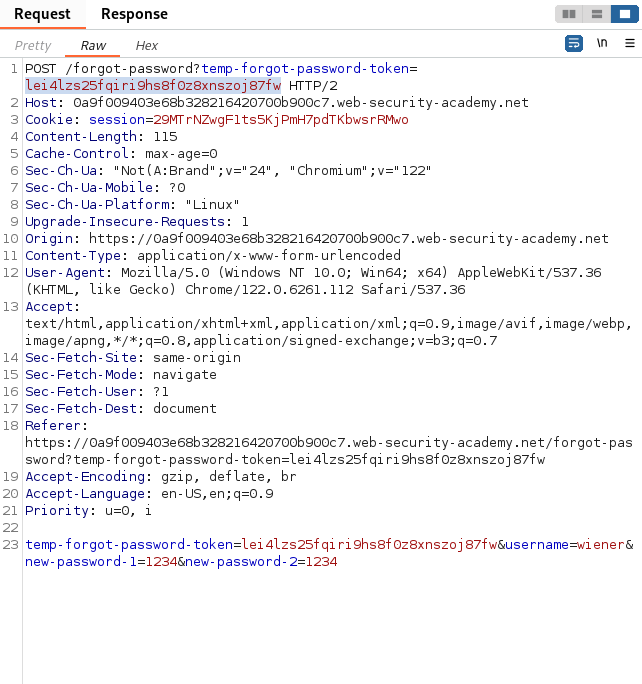 Request Response
Pretty Raw Hex \n
1 POST /forgot-password?temp-forgot-password-token=
lei4lzs25fqiri9hs8f0z8xnszoj87fw HTTP/2
2 Host: 0a9f009403e68b328216420700b900c7.web-security-academy.net
3 Cookie: session=29MTrNZwgF1ts5KjPmH7pdTKbwsrRMwo
4 Content-Length: 115
5 Cache-Control: max-age=0
6 Sec-Ch-Ua: "Not(A:Brand";v="24", "Chromium";v="122"
7 Sec-Ch-Ua-Mobile: ?0
8 Sec-Ch-Ua-Platform: "Linux"
9 Upgrade-Insecure-Requests: 1
10 Origin: https://0a9f009403e68b328216420700b900c7.web-security-academy.net
11 Content-Type: application/x-www-form-urlencoded
12 User-Agent: Mozilla/5.0 (Windows NT 10.0; Win64; x64) AppleWebKit/537.36
(KHTML, like Gecko) Chrome/122.0.6261.112 Safari/537.36
13 Accept:
text/html,application/xhtml+xml,application/xml;q=0.9,image/avif,image/webp,
image/apng,*/*;q=0.8,application/signed-exchange;v=b3;q=0.7
14 Sec-Fetch-Site: same-origin
15 Sec-Fetch-Mode: navigate
16 Sec-Fetch-User: ?1
17 Sec-Fetch-Dest: document
18 Referer:
https://0a9f009403e68b328216420700b900c7.web-security-academy.net/forgot-pas
sword?temp-forgot-password-token=lei4lzs25fqiri9hs8f0z8xnszoj87fw
19 Accept-Encoding: gzip, deflate, br
20 Accept-Language: en-US,en;q=0.9
21 Priority: u=0, i
22
23 temp-forgot-password-token=lei4lzs25fqiri9hs8f0z8xnszoj87fw&username=wiener&
new-password-1=1234&new-password-2=1234